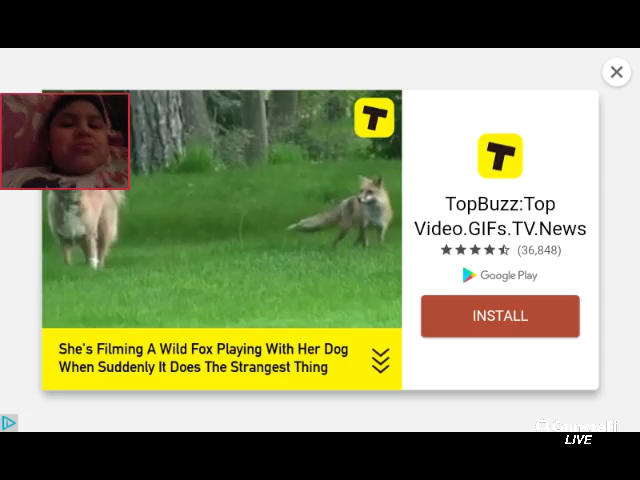 TopBuzz:Top
Video.GIFs.TV.News
(36,848)
Google Play
INSTALL
She's Filming A Wild Fox Playing With Her Dog
When Suddenly It Does The Strangest Thing
LIVE